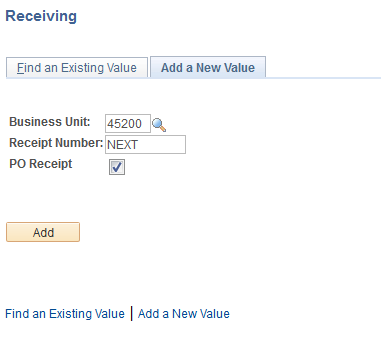 Receiving
Find an Existing Value
Add a New Value
Business Unit: 45200
Receipt Number: NEXT
PO Receipt
Add
Find an Existing Value | Add a New Value